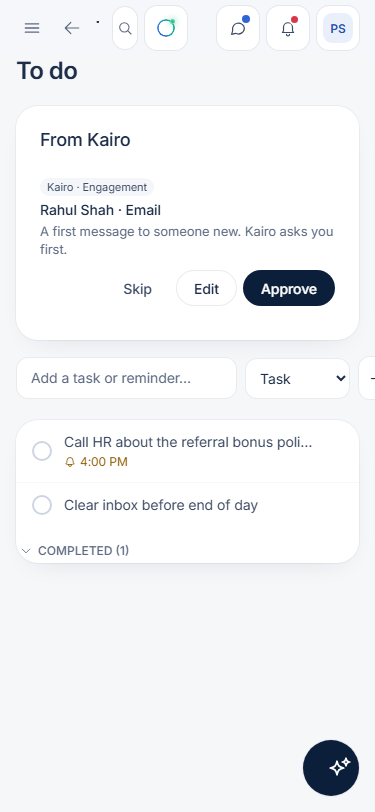 PS
To do
From Kairo
Kairo · Engagement
Rahul Shah · Email
A first message to someone new. Kairo asks you
first.
Skip
Edit
Approve
Add a task or reminder...
Task
Call HR about the referral bonus poli...
4:00 PM
Clear inbox before end of day
COMPLETED (1)